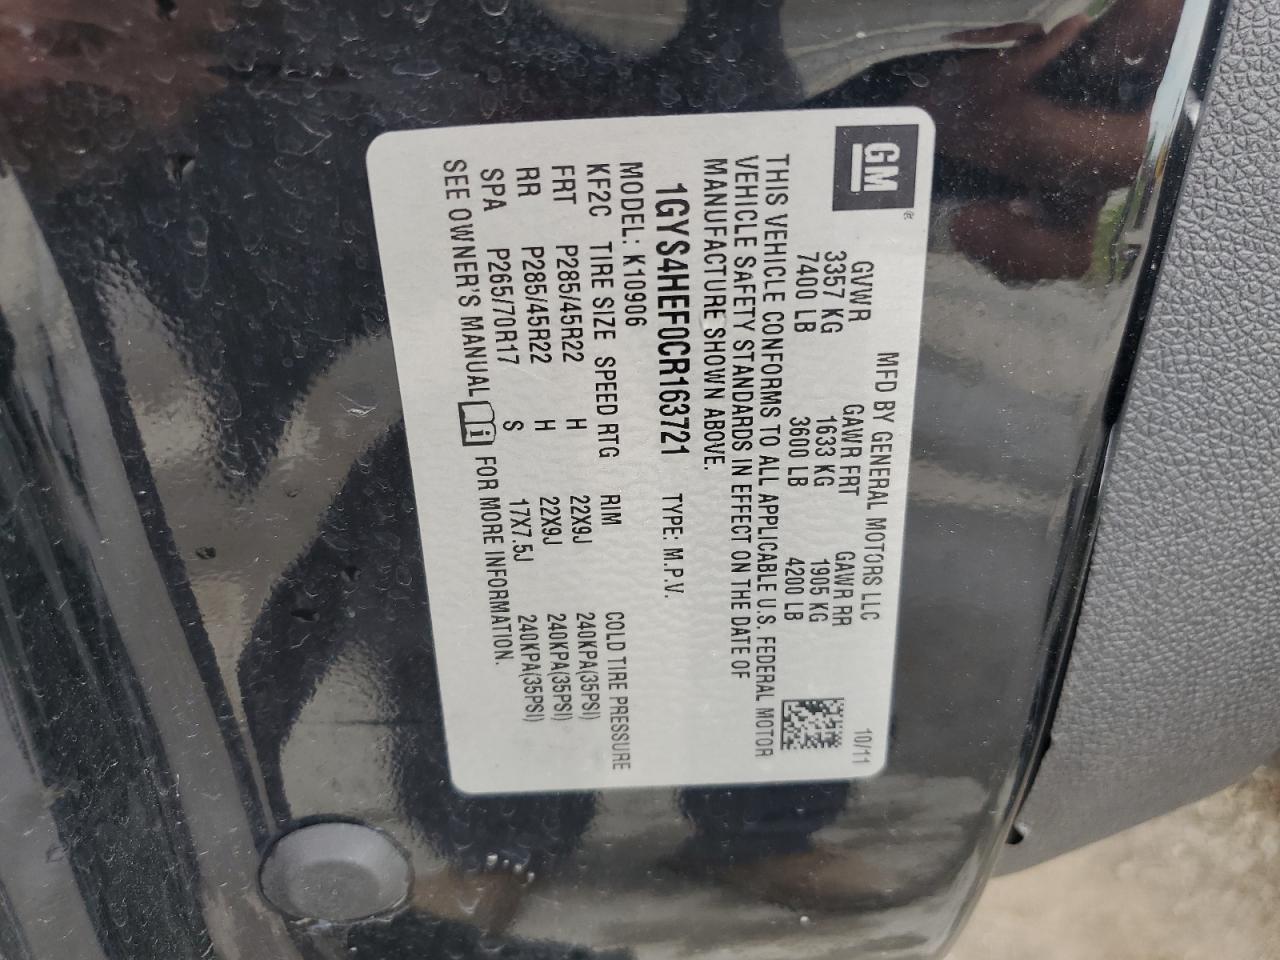 GM ®
MFD BY GENERAL MOTORS LLC 10/11
GVWR GAWR FRT GAWR RR
3357 KG 1633 KG 1905 KG
7400 LB 3600 LB 4200 LB
THIS VEHICLE CONFORMS TO ALL APPLICABLE U.S. FEDERAL MOTOR
VEHICLE SAFETY STANDARDS IN EFFECT ON THE DATE OF
MANUFACTURE SHOWN ABOVE.
1GYS4HEF0CR163721 TYPE: M.P.V.
MODEL: K10906
KF2C TIRE SIZE SPEED RTG RIM COLD TIRE PRESSURE
FRT P285/45R22 H 22X9J 240KPA(35PSI)
RR P285/45R22 H 22X9J 240KPA(35PSI)
SPA P265/70R17 S 17X7.5J 240KPA(35PSI)
SEE OWNER'S MANUAL i FOR MORE INFORMATION.